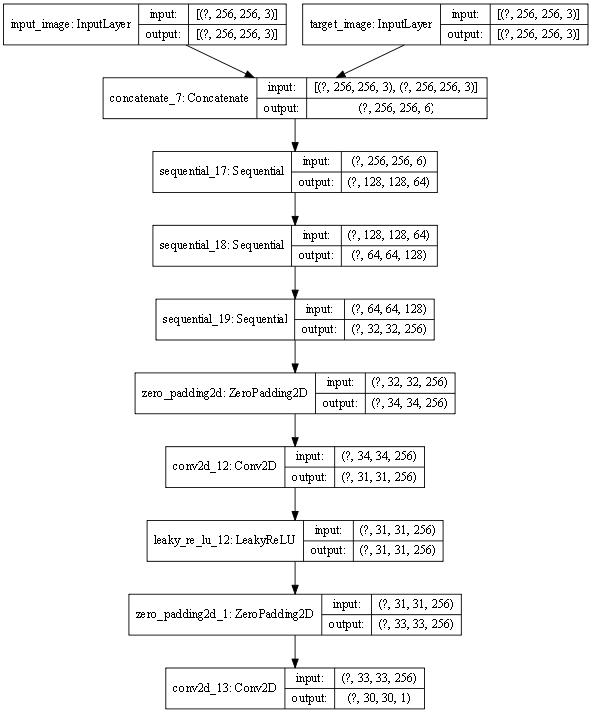 input_image: InputLayer
input: [(?, 256, 256, 3)]
output: [(?, 256, 256, 3)]
target_image: InputLayer
input: [(?, 256, 256, 3)]
output: [(?, 256, 256, 3)]
concatenate_7: Concatenate
input: [(?, 256, 256, 3), (?, 256, 256, 3)]
output: (?, 256, 256, 6)
sequential_17: Sequential
input: (?, 256, 256, 6)
output: (?, 128, 128, 64)
sequential_18: Sequential
input: (?, 128, 128, 64)
output: (?, 64, 64, 128)
sequential_19: Sequential
input: (?, 64, 64, 128)
output: (?, 32, 32, 256)
zero_padding2d: ZeroPadding2D
input: (?, 32, 32, 256)
output: (?, 34, 34, 256)
conv2d_12: Conv2D
input: (?, 34, 34, 256)
output: (?, 31, 31, 256)
leaky_re_lu_12: LeakyReLU
input: (?, 31, 31, 256)
output: (?, 31, 31, 256)
zero_padding2d_1: ZeroPadding2D
input: (?, 31, 31, 256)
output: (?, 33, 33, 256)
conv2d_13: Conv2D
input: (?, 33, 33, 256)
output: (?, 30, 30, 1)